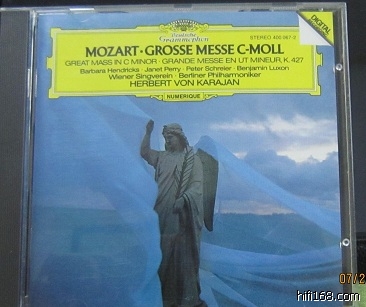 Deutsche
Grammophon
STEREO 400 067-2
DIGITAL
MOZART · GROSSE MESSE C-MOLL
GREAT MASS IN C MINOR · GRANDE MESSE EN UT MINEUR, K. 427
Barbara Hendricks · Janet Perry · Peter Schreier · Benjamin Luxon
Wiener Singverein · Berliner Philharmoniker
HERBERT VON KARAJAN
NUMERIQUE
07/2
hifi168.com